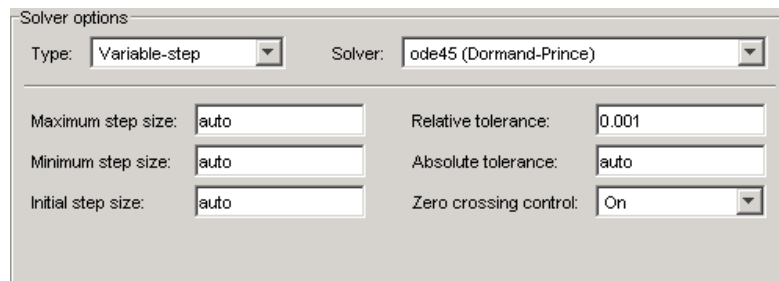 Solver options
Type: Variable-step Solver: ode45 (Dormand-Prince)
Maximum step size: auto Relative tolerance: 0.001
Minimum step size: auto Absolute tolerance: auto
Initial step size: auto Zero crossing control: On